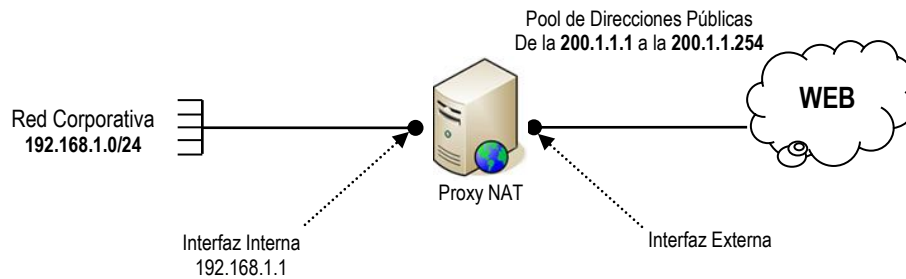 Pool de Direcciones Públicas
De la 200.1.1.1 a la 200.1.1.254
Red Corporativa
192.168.1.0/24
WEB
Proxy NAT
Interfaz Interna
192.168.1.1
Interfaz Externa